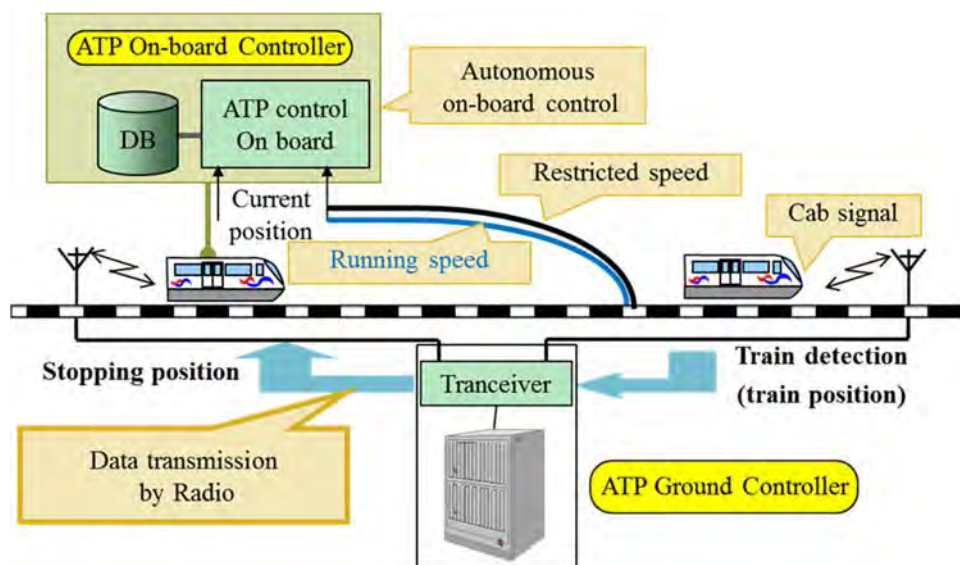 ATP On-board Controller
DB
ATP control
On board
Autonomous
on-board control
Current
position
Restricted speed
Running speed
Cab signal
Stopping position
Tranceiver
Train detection
(train position)
Data transmission
by Radio
ATP Ground Controller